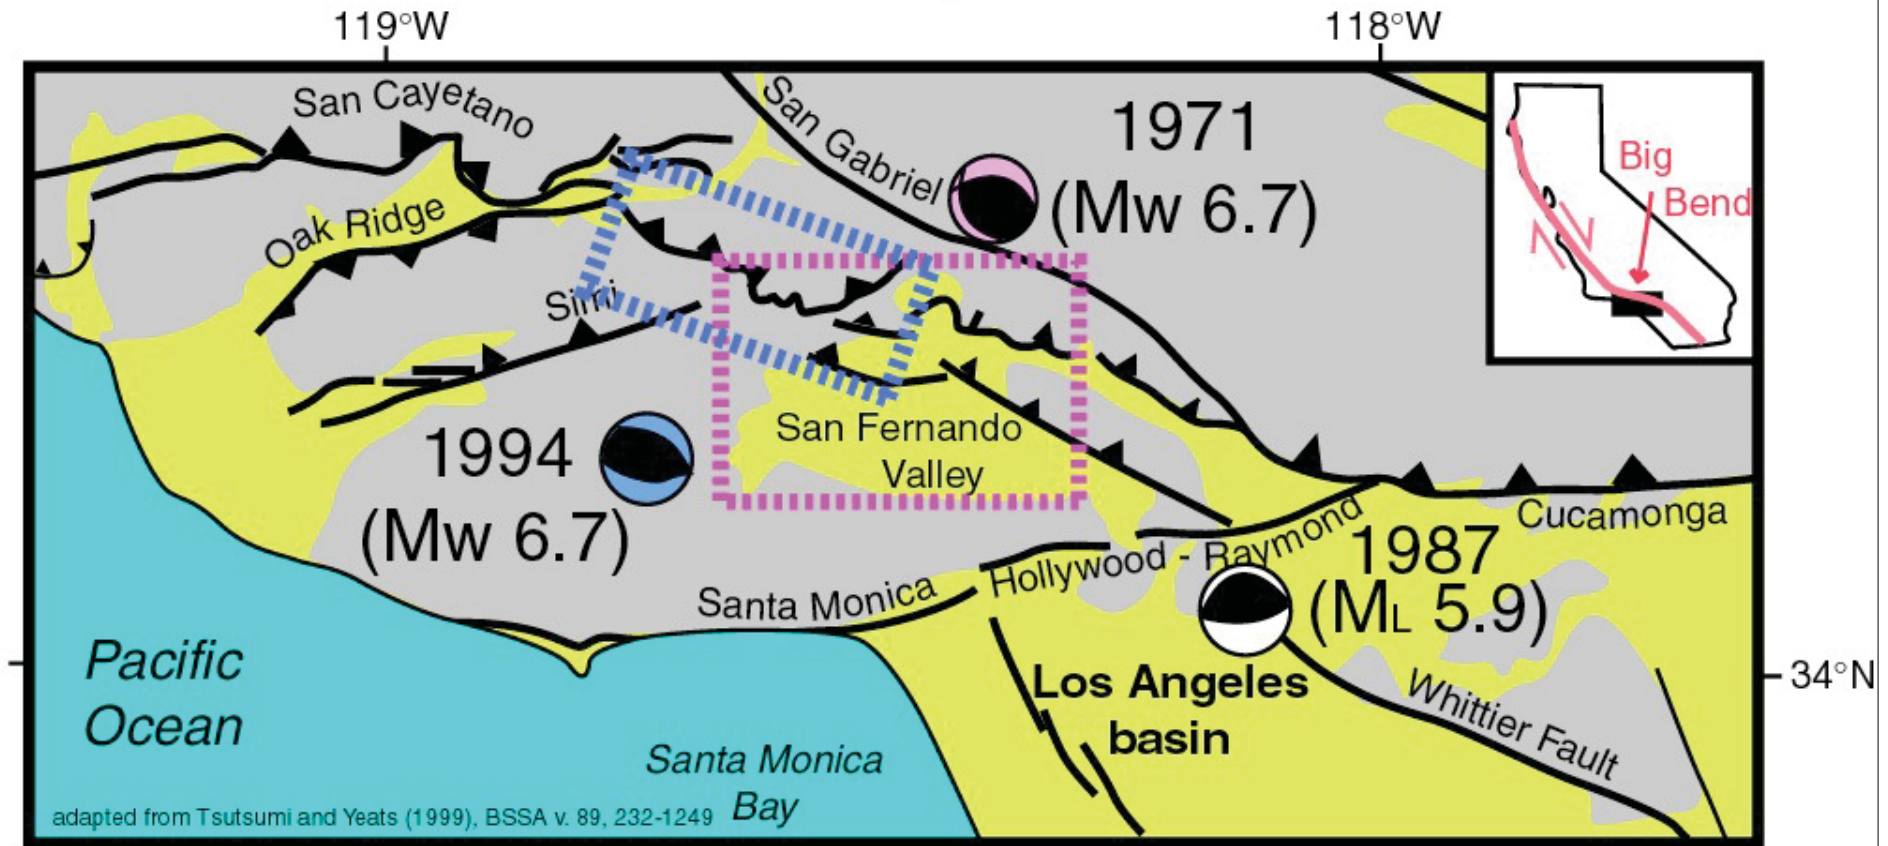 119°W
118°W
San Cayetano
San Gabriel
1971
(Mw 6.7)
Big
Bend
Oak Ridge
Simi
San Fernando
Valley
1994
(Mw 6.7)
Cucamonga
Hollywood - Raymond
1987
(ML 5.9)
Santa Monica
Pacific
Ocean
34°N
Los Angeles
basin
Whittier Fault
Santa Monica
Bay
adapted from Tsutsumi and Yeats (1999), BSSA v. 89, 232-1249